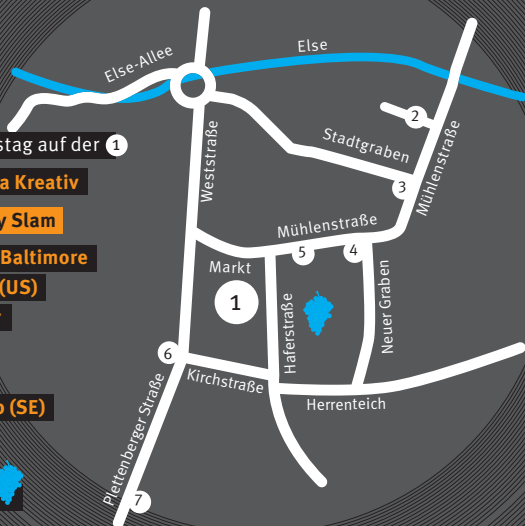 Else-Allee
Else
2
Stadtgraben
Mühlenstraße
Weststraße
3
stag auf der 1
a Kreativ
y Slam
Baltimore
(US)
Mühlenstraße
5
4
Markt
1
Haferstraße
Neuer Graben
6
Kirchstraße
Herrenteich
(SE)
Plettenberger Straße
7